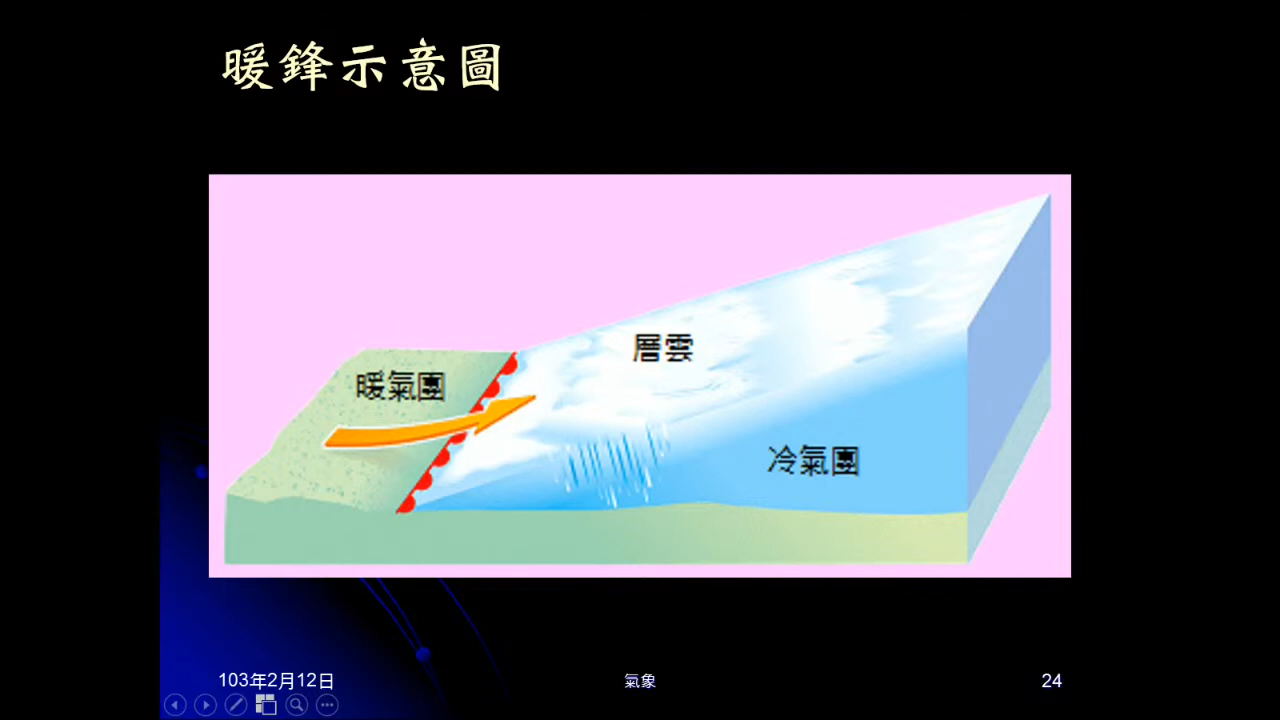 暖鋒示意圖
層雲
暖氣團
冷氣團
103年2月12日
氣象
24